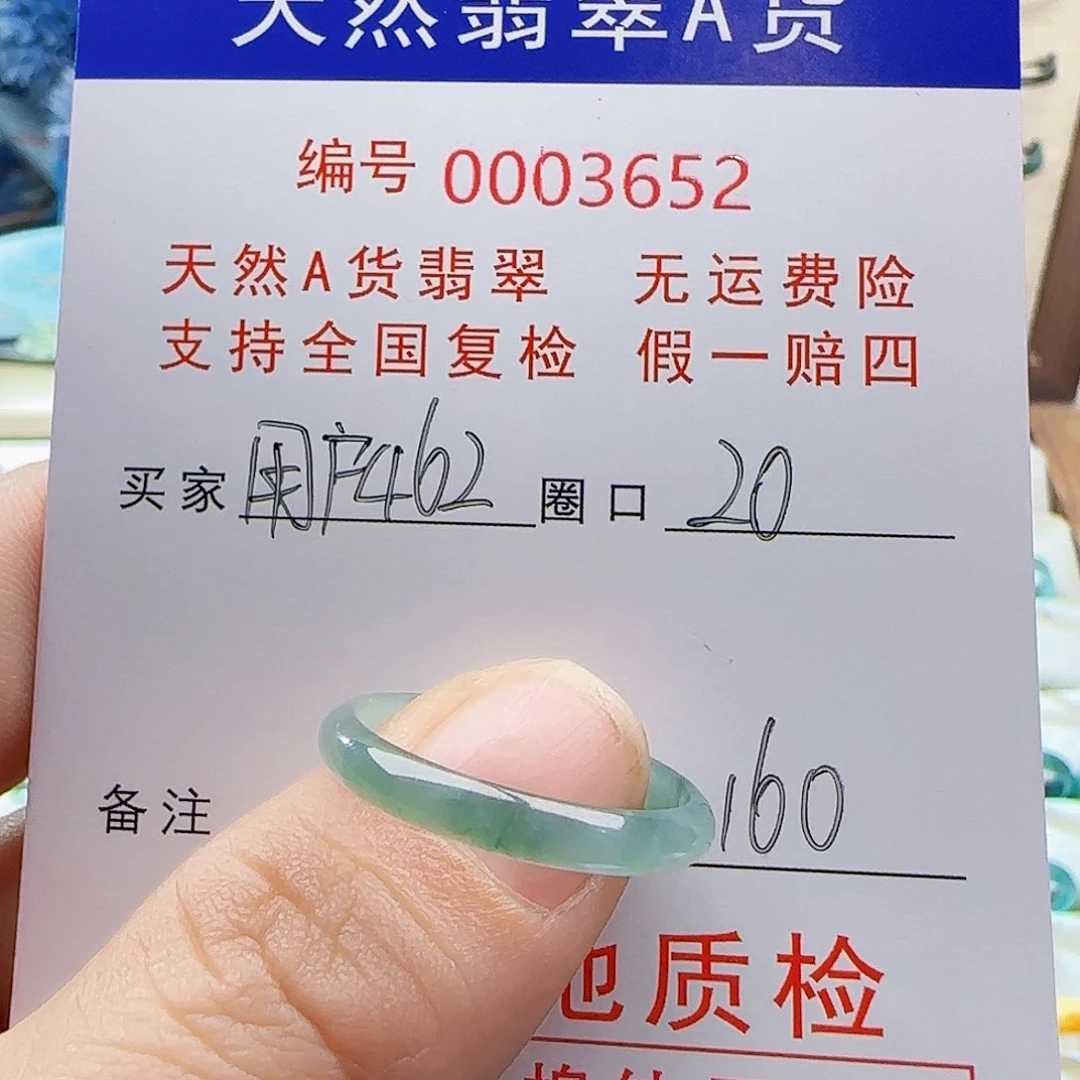 天然翡翠A货
编号 0003652
天然A货翡翠 无运费险
支持全国复检 假一赔四
买家 用户462 圈口 20
备注 160
质检